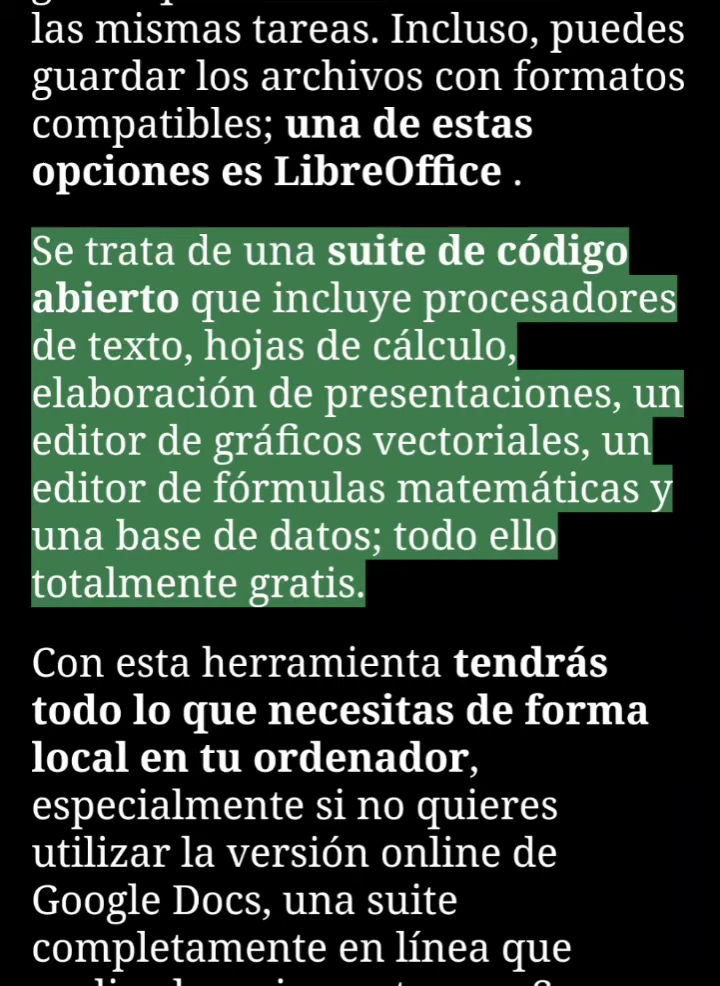 las mismas tareas. Incluso, puedes
guardar los archivos con formatos
compatibles; una de estas
opciones es LibreOffice .
Se trata de una suite de código
abierto que incluye procesadores
de texto, hojas de cálculo,
elaboración de presentaciones, un
editor de gráficos vectoriales, un
editor de fórmulas matemáticas y
una base de datos; todo ello
totalmente gratis.
Con esta herramienta tendrás
todo lo que necesitas de forma
local en tu ordenador,
especialmente si no quieres
utilizar la versión online de
Google Docs, una suite
completamente en línea que